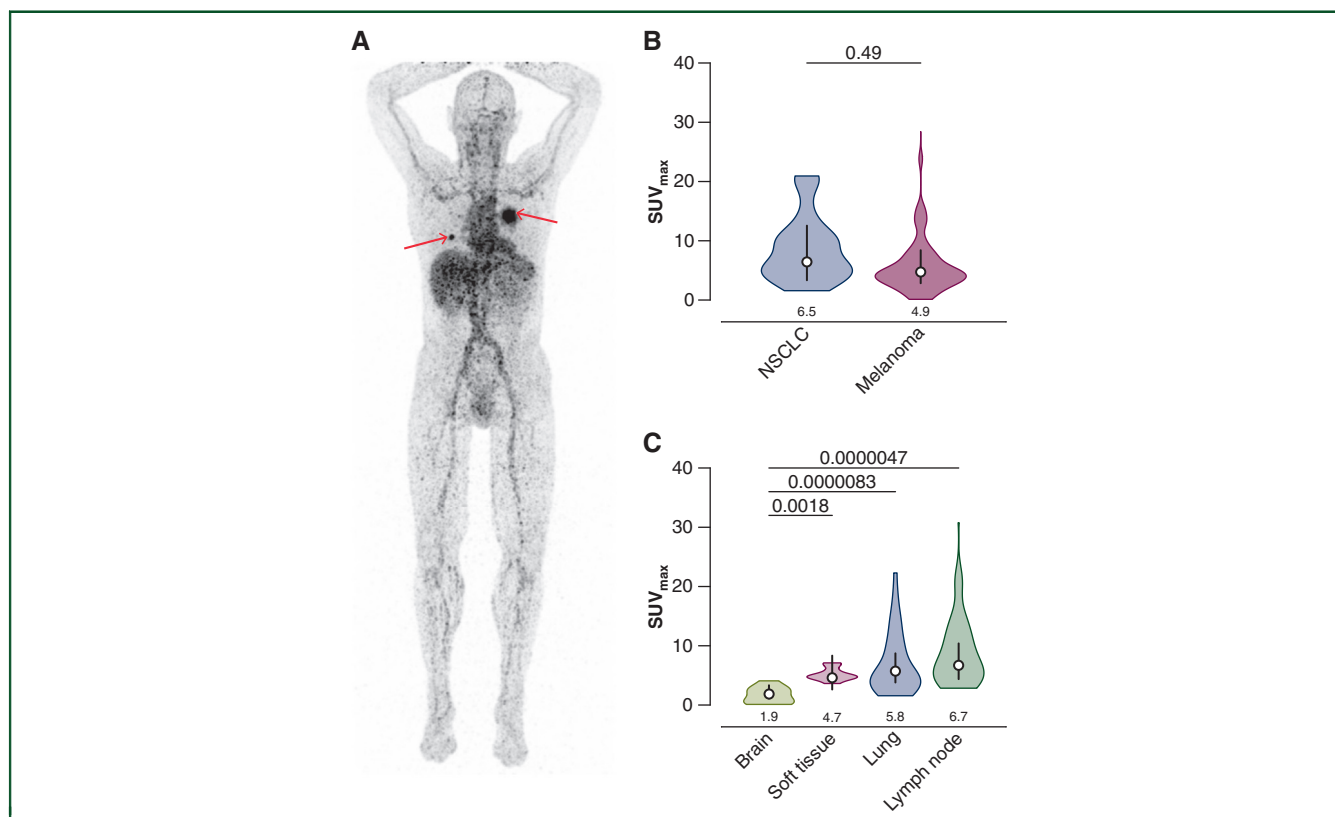 A
B
0.49
40
30
20
10
0
SUVmax
6.5
4.9
NSCLC
Melanoma
C
0.0000047
0.0000083
0.0018
40
30
20
10
0
SUVmax
1.9
4.7
5.8
6.7
Brain
Soft tissue
Lung
Lymph node